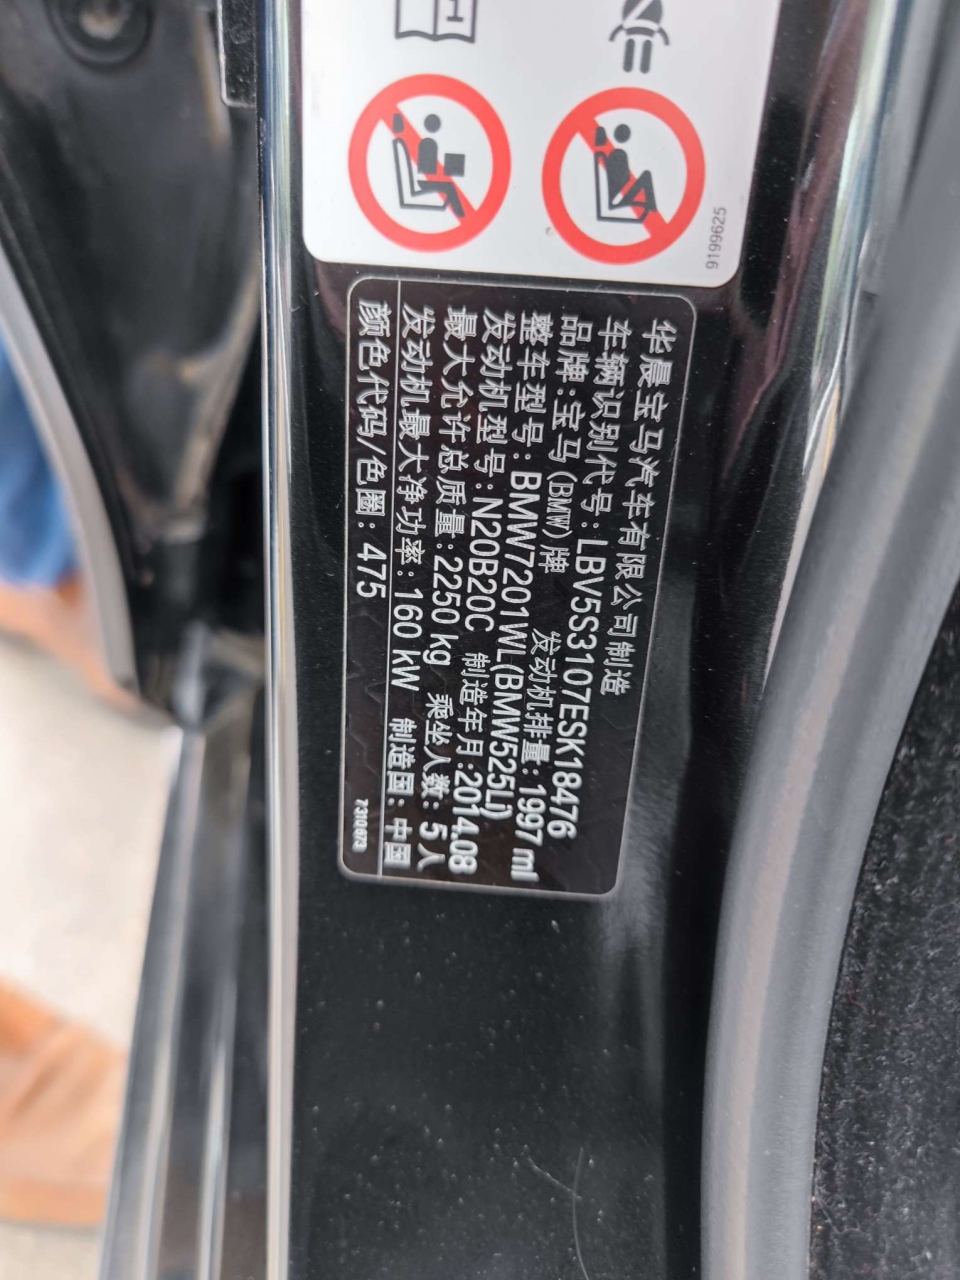 9199625
华晨宝马汽车有限公司制造
车辆识别代号:LBV5S3107ESK18476
品牌:宝马(BMW)牌 发动机排量:1997 ml
整车型号:BMW7201WL(BMW525Li)
发动机型号:N20B20C 制造年月:2014.08
最大允许总质量:2250 kg 乘坐人数: 5人
发动机最大净功率:160 kW 制造国: 中国
颜色代码/色圈: 475
7310673